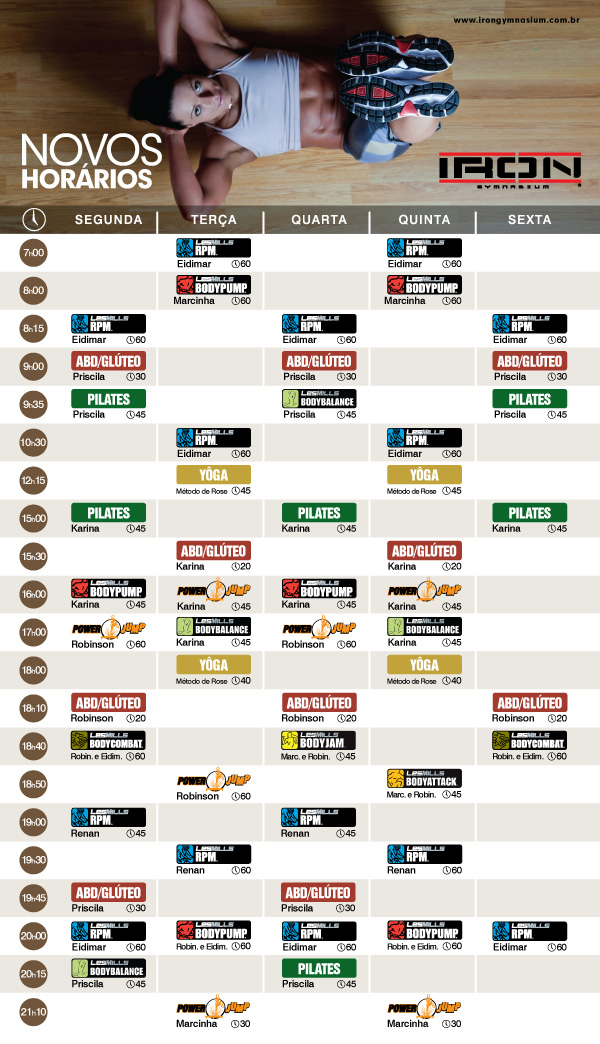 www.irongymnasium.com.br
NOVOS
HORÁRIOS
IRON
GYMNASIUM
SEGUNDA TERÇA QUARTA QUINTA SEXTA
7h00
LesMILLS RPM. LesMILLS RPM.
Eidimar 60 Eidimar 60
8h00
LesMILLS BODYPUMP LesMILLS BODYPUMP
Marcinha 60 Marcinha 60
8h15
LesMILLS RPM. LesMILLS RPM. LesMILLS RPM.
Eidimar 60 Eidimar 60 Eidimar 60
9h00
ABD/GLÚTEO ABD/GLÚTEO ABD/GLÚTEO
Priscila 30 Priscila 30 Priscila 30
9h35
PILATES LesMILLS BODYBALANCE PILATES
Priscila 45 Priscila 45 Priscila 45
10h30
LesMILLS RPM. LesMILLS RPM.
Eidimar 60 Eidimar 60
12h15
YÔGA YÔGA
Método de Rose 45 Método de Rose 45
15h00
PILATES PILATES PILATES
Karina 45 Karina 45 Karina 45
15h30
ABD/GLÚTEO ABD/GLÚTEO
Karina 20 Karina 20
16h00
LesMILLS BODYPUMP POWER JUMP LesMILLS BODYPUMP POWER JUMP
Karina 45 Karina 45 Karina 45 Karina 45
17h00
POWER JUMP LesMILLS BODYBALANCE POWER JUMP LesMILLS BODYBALANCE
Robinson 60 Karina 45 Robinson 60 Karina 45
18h00
YÔGA YÔGA
Método de Rose 40 Método de Rose 40
18h10
ABD/GLÚTEO ABD/GLÚTEO ABD/GLÚTEO
Robinson 20 Robinson 20 Robinson 20
18h40
LesMILLS BODYCOMBAT LesMILLS BODYJAM LesMILLS BODYCOMBAT
Robin. e Eidim. 60 Marc. e Robin. 45 Robin. e Eidim. 60
18h50
POWER JUMP LesMILLS BODYATTACK
Robinson 60 Marc. e Robin. 45
19h00
LesMILLS RPM. LesMILLS RPM.
Renan 45 Renan 45
19h30
LesMILLS RPM. LesMILLS RPM.
Renan 60 Renan 60
19h45
ABD/GLÚTEO ABD/GLÚTEO
Priscila 30 Priscila 30
20h00
LesMILLS RPM. LesMILLS BODYPUMP LesMILLS RPM. LesMILLS BODYPUMP LesMILLS RPM.
Eidimar 60 Robin. e Eidim. 60 Eidimar 60 Robin. e Eidim. 60 Eidimar 60
20h15
LesMILLS BODYBALANCE PILATES
Priscila 45 Priscila 45
21h10
POWER JUMP POWER JUMP
Marcinha 30 Marcinha 30